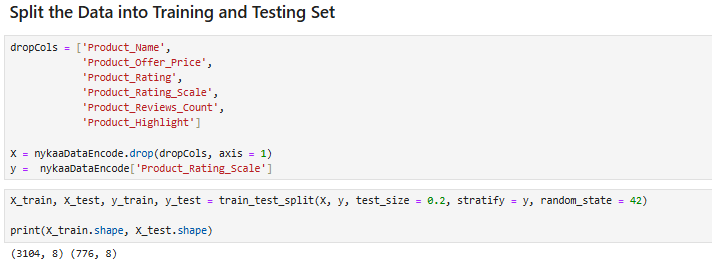 Split the Data into Training and Testing Set
dropCols = ['Product_Name',
'Product_Offer_Price',
'Product_Rating',
'Product_Rating_Scale',
'Product_Reviews_Count',
'Product_Highlight']
X = nykaaDataEncode.drop(dropCols, axis = 1)
y =  nykaaDataEncode['Product_Rating_Scale']
X_train, X_test, y_train, y_test = train_test_split(X, y, test_size = 0.2, stratify = y, random_state = 42)
print(X_train.shape, X_test.shape)
(3104, 8) (776, 8)